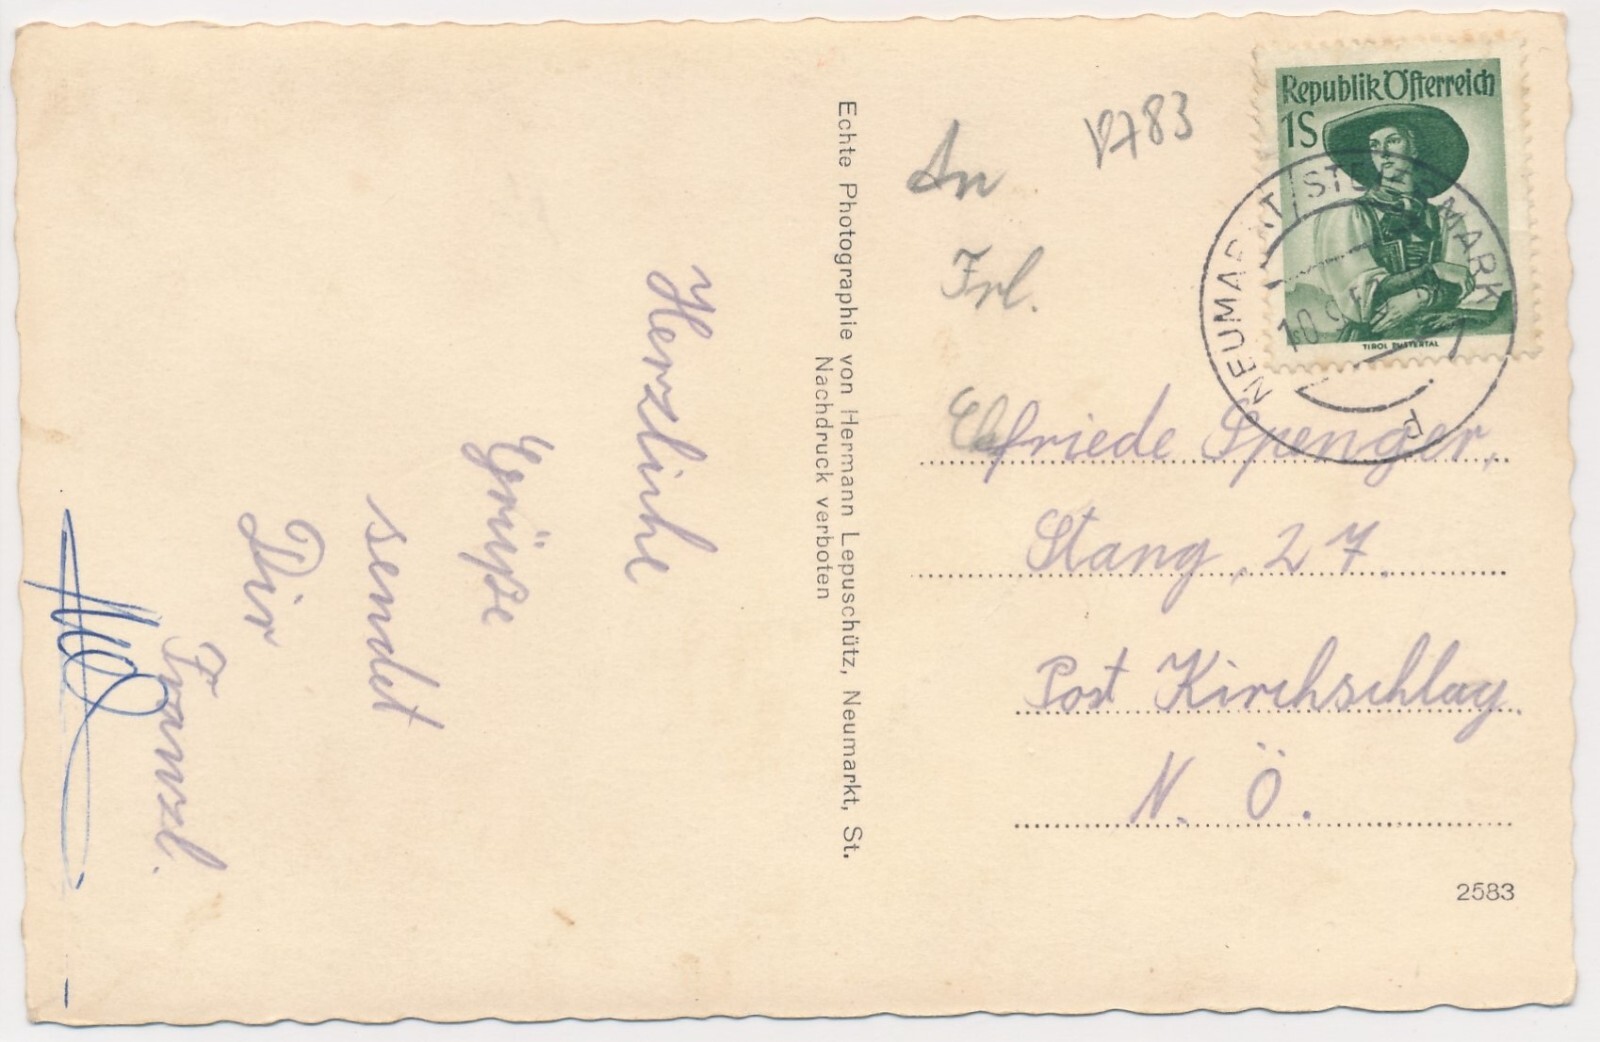 Herzliche
Grüße
sendet
Dir
Franzl.
Echte Photographie von Hermann Lepuschütz, Neumarkt, St.
Nachdruck verboten
An
Frl.
Elfriede Spenger,
Stang, 27.
Post Kirchschlag.
N. Ö.
2583
Republik Österreich
1S
TIROL PUSTERTAL
NEUMARKT STEIERMARK